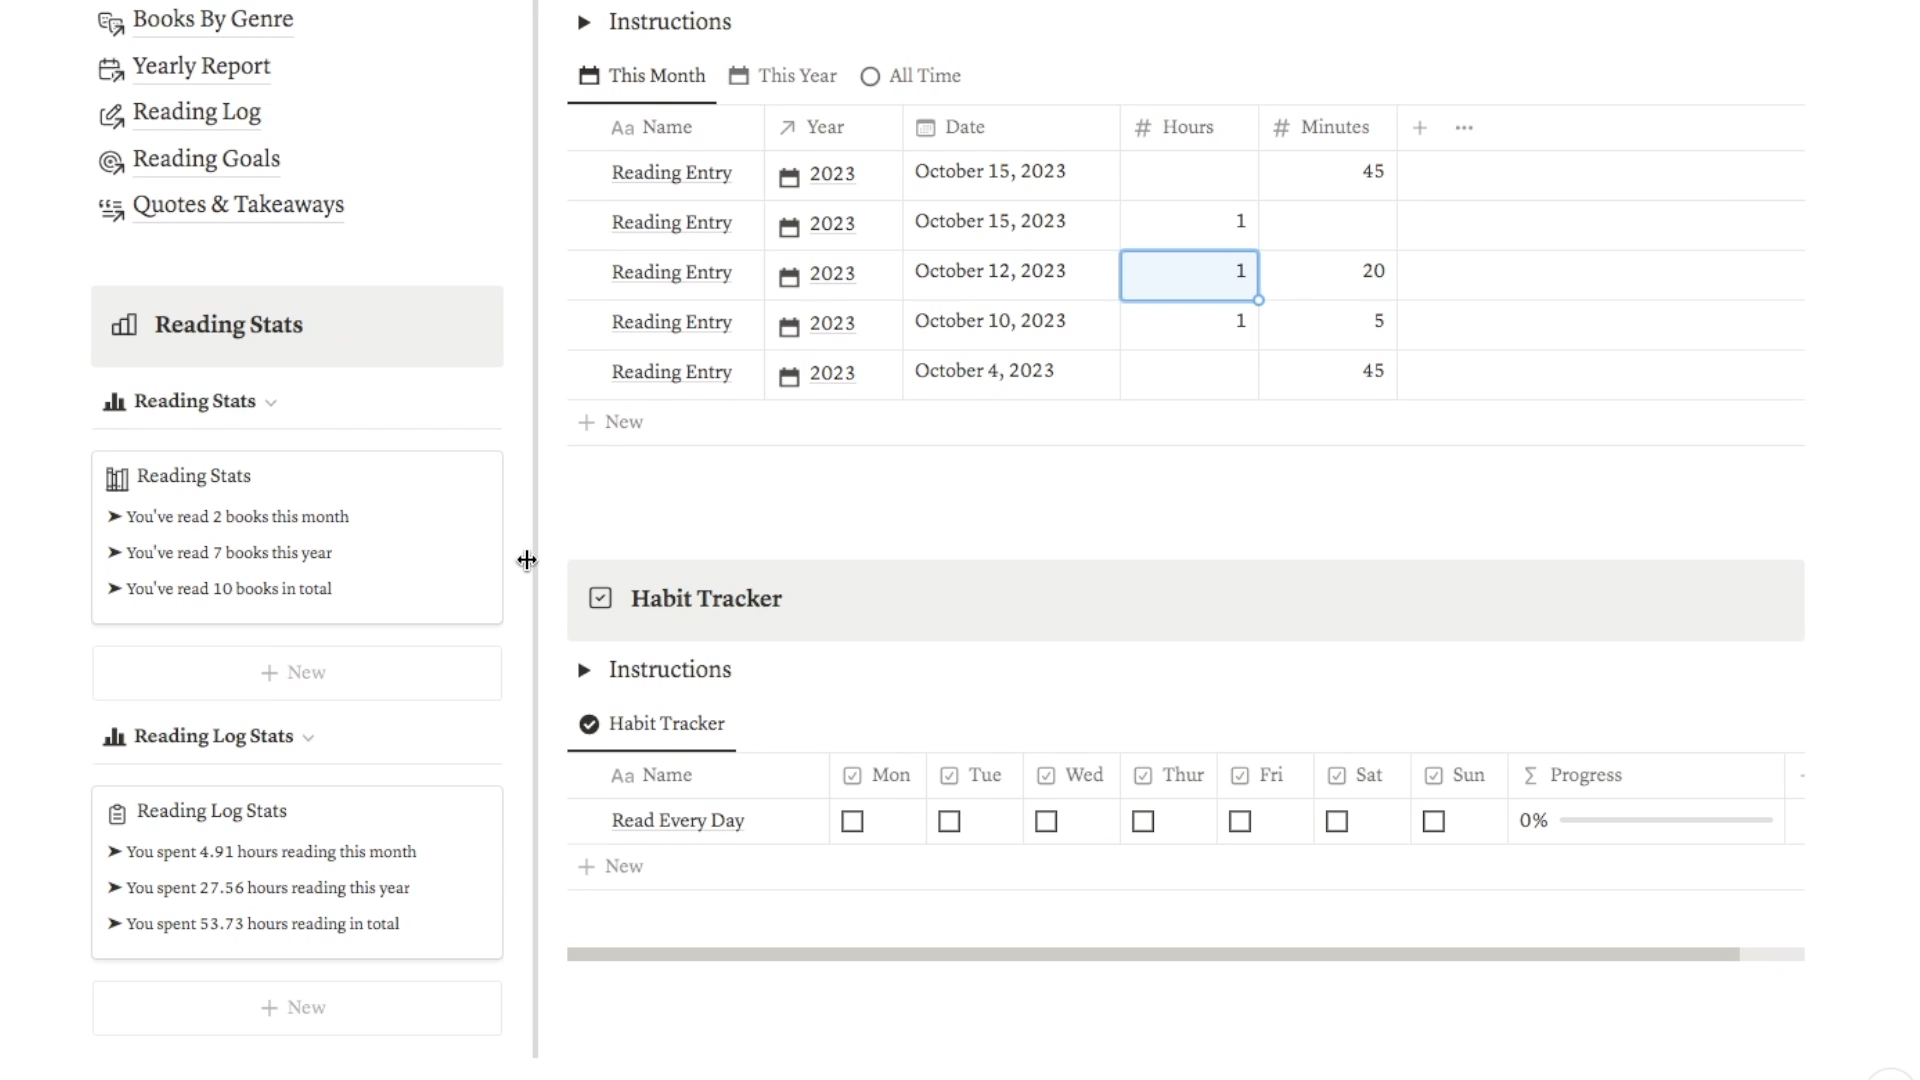 Books By Genre
Yearly Report
Reading Log
Reading Goals
Quotes & Takeaways
Reading Stats
Reading Stats
Reading Stats
➤ You've read 2 books this month
➤ You've read 7 books this year
➤ You've read 10 books in total
+ New
Reading Log Stats
Reading Log Stats
➤ You spent 4.91 hours reading this month
➤ You spent 27.56 hours reading this year
➤ You spent 53.73 hours reading in total
+ New
Instructions
This Month This Year All Time
Aa Name Year Date # Hours # Minutes + ...
Reading Entry 2023 October 15, 2023 45
Reading Entry 2023 October 15, 2023 1
Reading Entry 2023 October 12, 2023 1 20
Reading Entry 2023 October 10, 2023 1 5
Reading Entry 2023 October 4, 2023 45
+ New
Habit Tracker
Instructions
Habit Tracker
Aa Name Mon Tue Wed Thur Fri Sat Sun Σ Progress
Read Every Day 0%
+ New